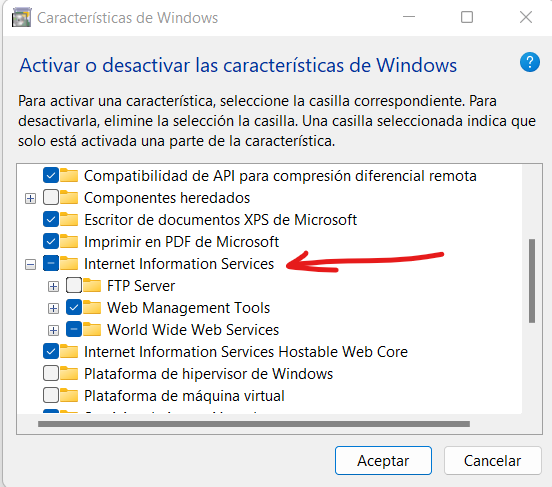 Características de Windows
Activar o desactivar las características de Windows
?
Para activar una característica, seleccione la casilla correspondiente. Para
desactivarla, elimine la selección la casilla. Una casilla seleccionada indica que
solo está activada una parte de la característica.
Compatibilidad de API para compresión diferencial remota
Componentes heredados
Escritor de documentos XPS de Microsoft
Imprimir en PDF de Microsoft
Internet Information Services
FTP Server
Web Management Tools
World Wide Web Services
Internet Information Services Hostable Web Core
Plataforma de hipervisor de Windows
Plataforma de máquina virtual
Aceptar
Cancelar